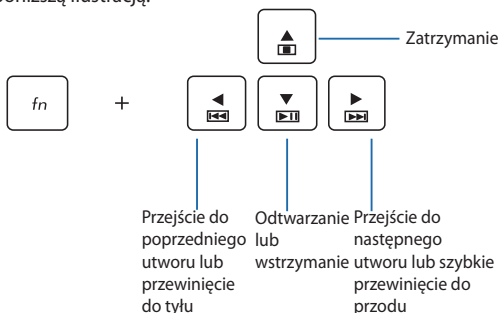 poniższą ilustracją.
Zatrzymanie
fn +
Przejście do
poprzedniego
utworu lub
przewinięcie
do tyłu
Odtwarzanie
lub
wstrzymanie
Przejście do
następnego
utworu lub szybkie
przewinięcie do
przodu